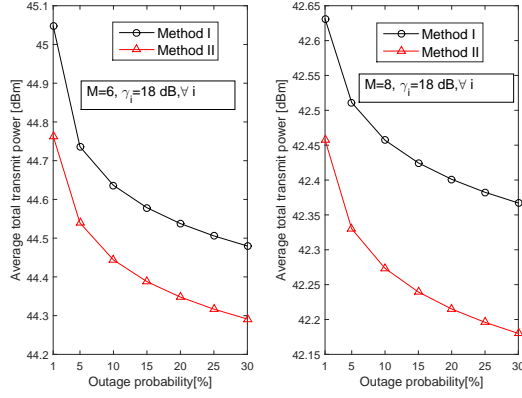 45.1
45
44.9
44.8
44.7
44.6
44.5
44.4
44.3
44.2
1 5 10 15 20 25 30
Outage probability[%]
Average total transmit power [dBm]
Method I
Method II
M=6, γi=18 dB,∀ i
42.65
42.6
42.55
42.5
42.45
42.4
42.35
42.3
42.25
42.2
42.15
1 5 10 15 20 25 30
Outage probability[%]
Average total transmit power [dBm]
Method I
Method II
M=8, γi=18 dB,∀ i